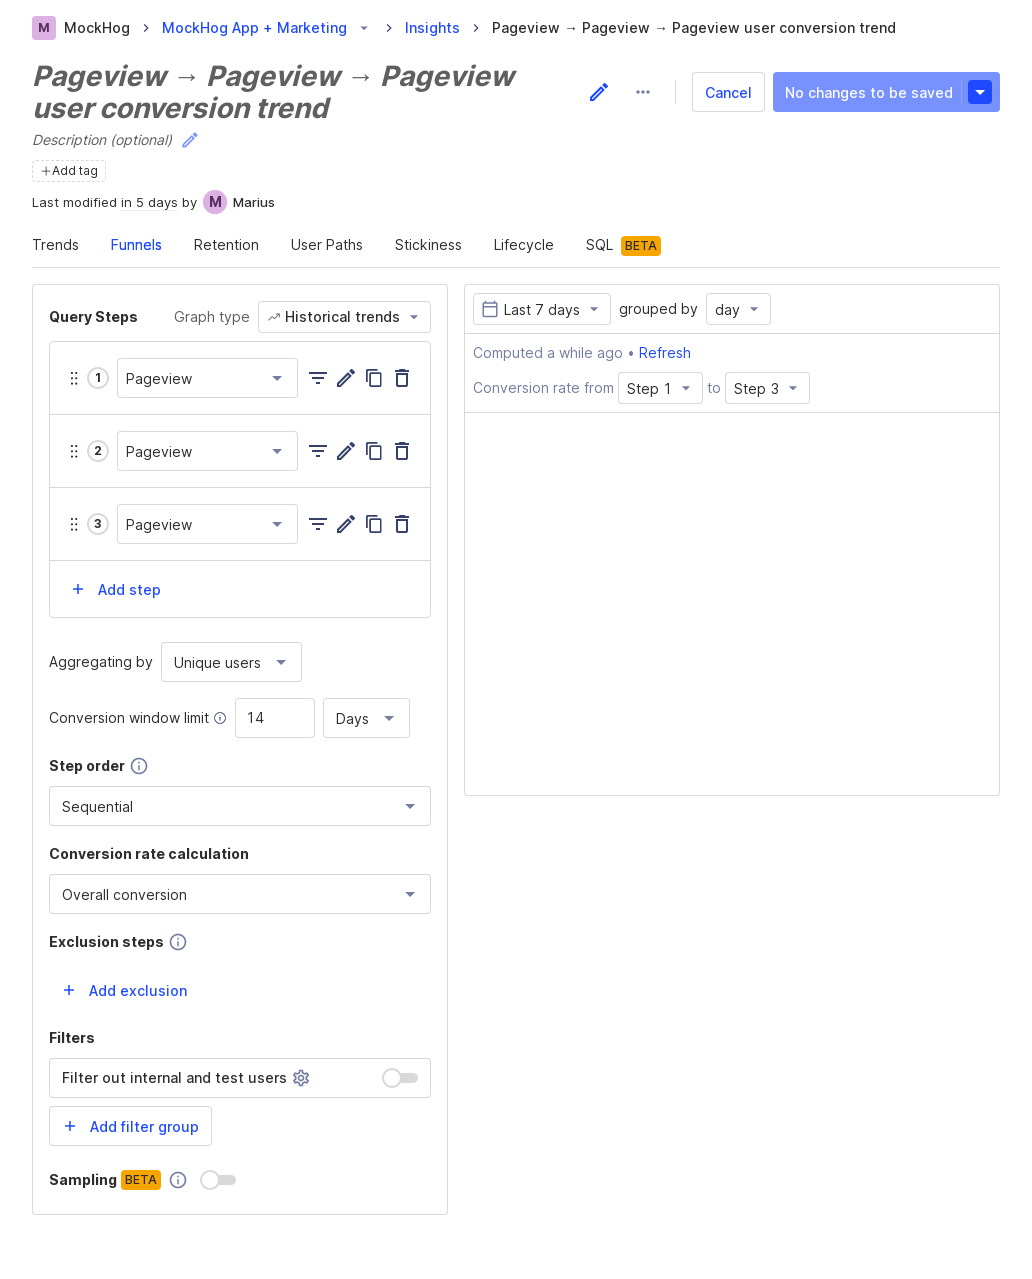 M MockHog MockHog App + Marketing Insights Pageview → Pageview → Pageview user conversion trend
Pageview → Pageview → Pageview
user conversion trend
Cancel
No changes to be saved
Description (optional)
Add tag
Last modified in 5 days by M Marius
Trends Funnels Retention User Paths Stickiness Lifecycle SQL BETA
Query Steps Graph type Historical trends
1 Pageview
2 Pageview
3 Pageview
Add step
Aggregating by Unique users
Conversion window limit 14 Days
Step order
Sequential
Conversion rate calculation
Overall conversion
Exclusion steps
Add exclusion
Filters
Filter out internal and test users
Add filter group
Sampling BETA
Last 7 days grouped by day
Computed a while ago • Refresh
Conversion rate from Step 1 to Step 3